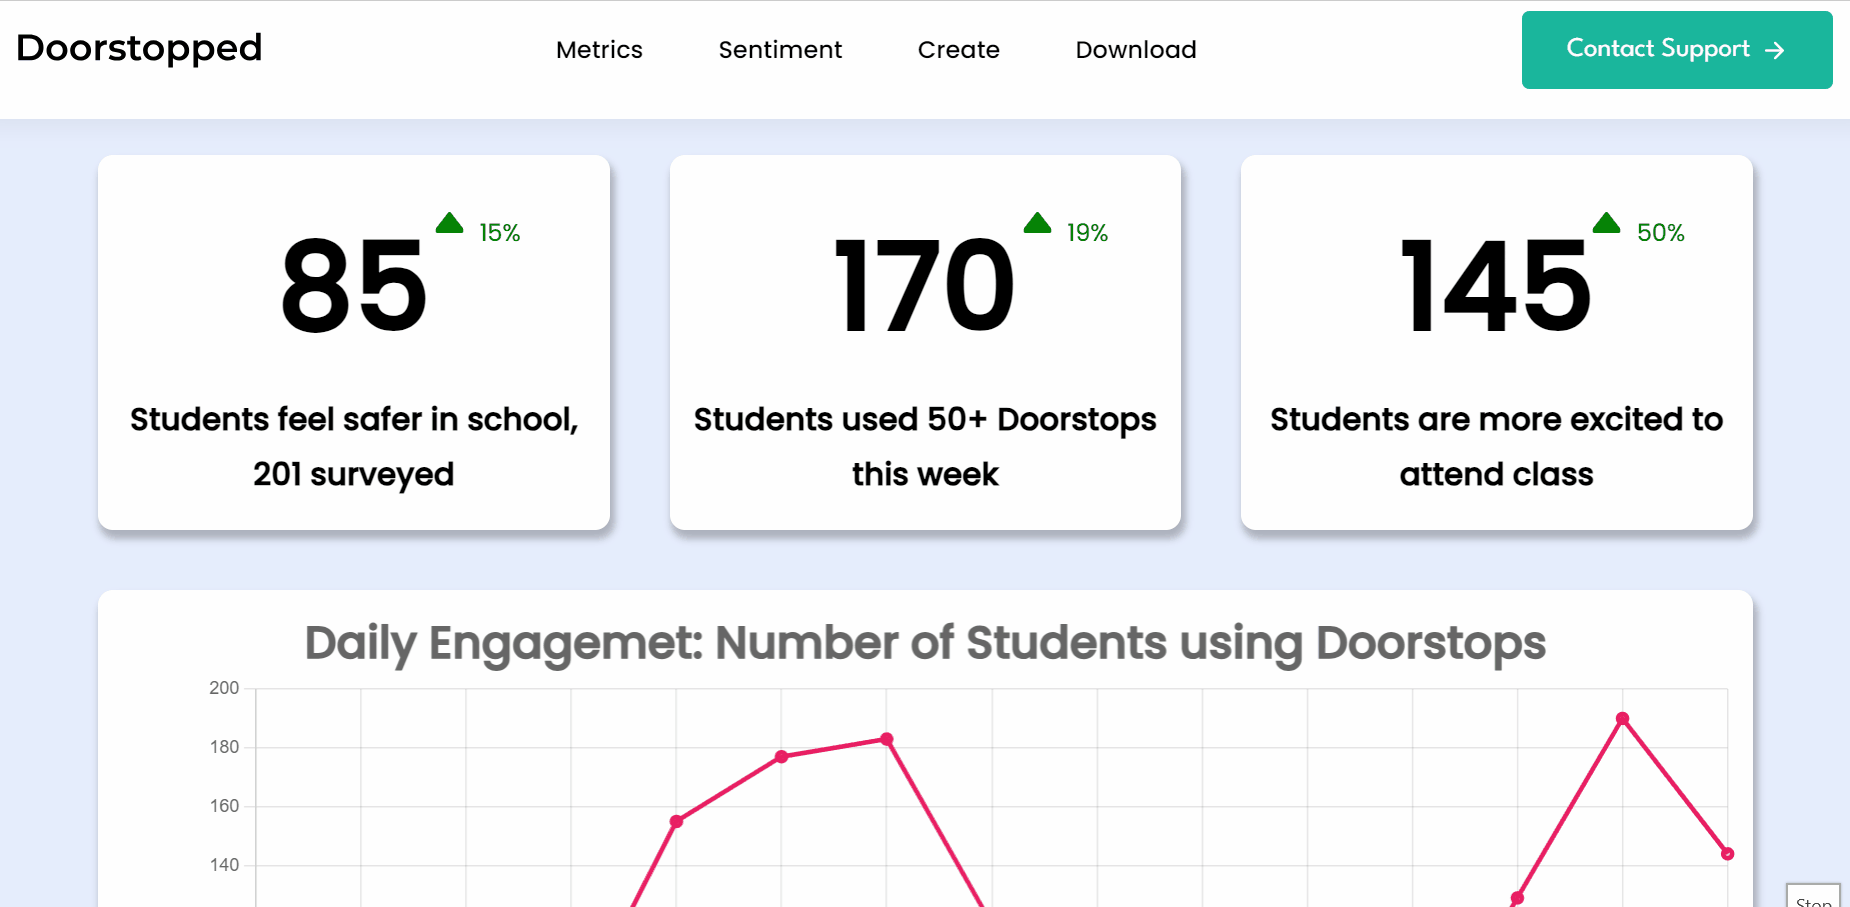 Doorstopped
Metrics Sentiment Create Download
Contact Support →
85 ▲ 15%
Students feel safer in school,
201 surveyed
170 ▲ 19%
Students used 50+ Doorstops
this week
145 ▲ 50%
Students are more excited to
attend class
Daily Engagemet: Number of Students using Doorstops
200
180
160
140